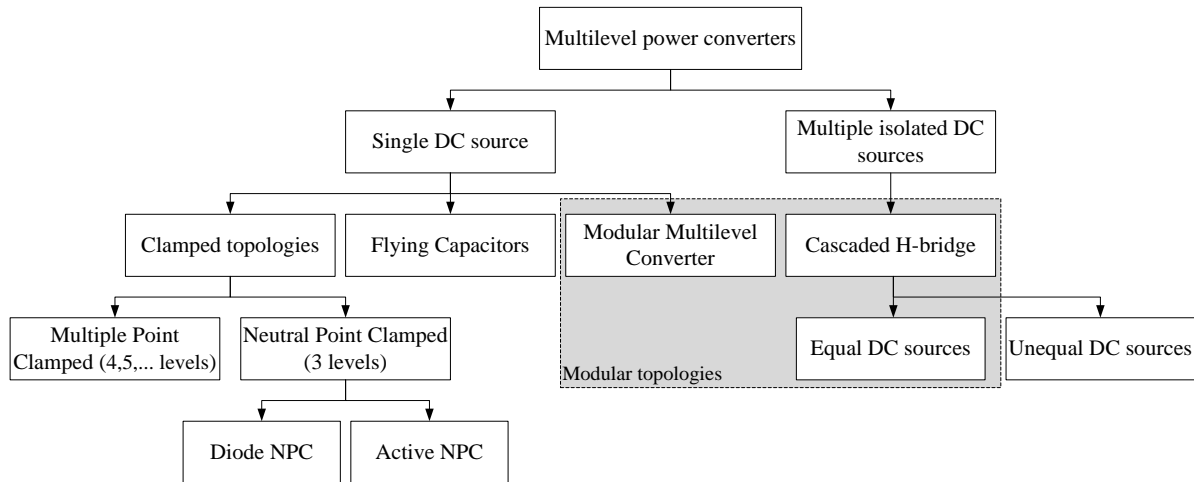 Multilevel power converters
Single DC source
Multiple isolated DC
sources
Clamped topologies
Flying Capacitors
Modular Multilevel
Converter
Cascaded H-bridge
Multiple Point
Clamped (4,5,... levels)
Neutral Point Clamped
(3 levels)
Equal DC sources
Unequal DC sources
Modular topologies
Diode NPC
Active NPC